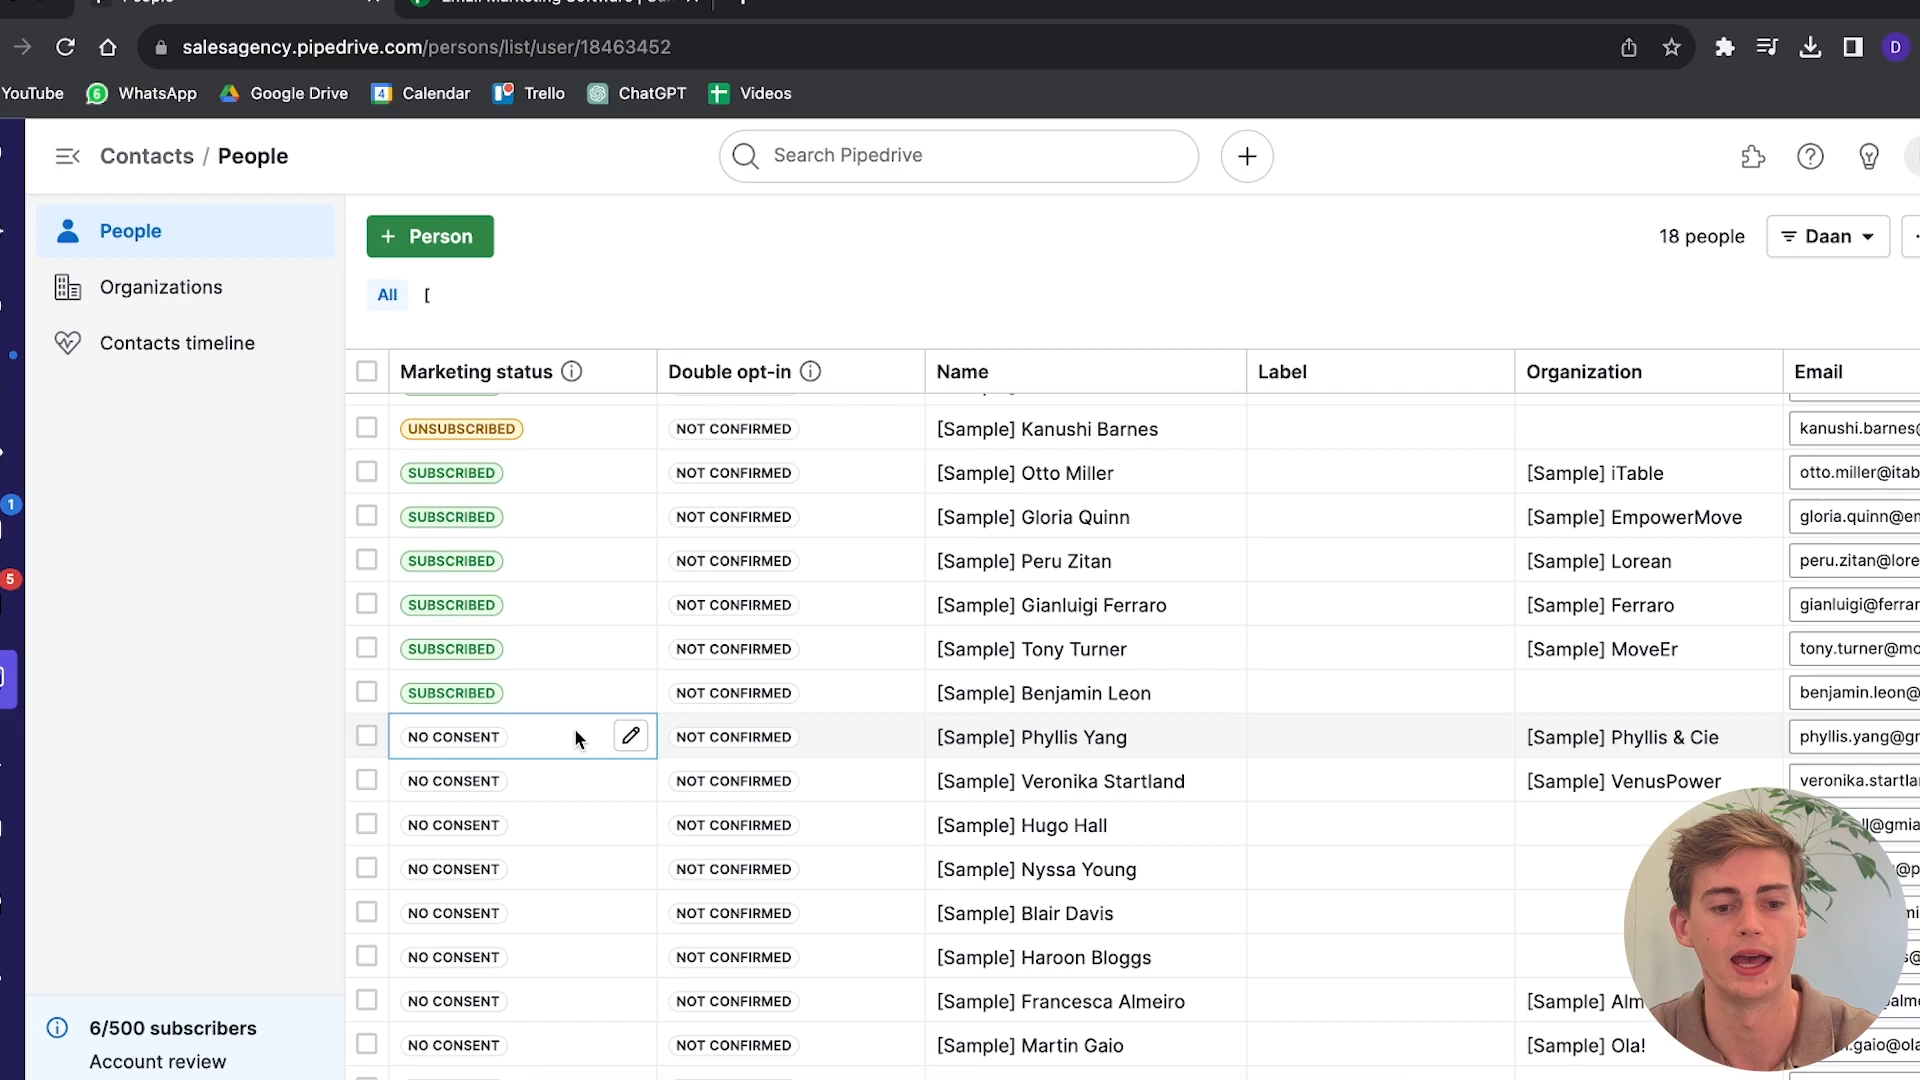 salesagency.pipedrive.com/persons/list/user/18463452
D
YouTube
6
WhatsApp
Google Drive
4
Calendar
Trello
ChatGPT
Videos
Contacts / People
Search Pipedrive
People
Organizations
Contacts timeline
1
5
+ Person
18 people
Daan
All
[
Marketing status Double opt-in Name Label Organization Email
UNSUBSCRIBED NOT CONFIRMED [Sample] Kanushi Barnes kanushi.barnes@
SUBSCRIBED NOT CONFIRMED [Sample] Otto Miller [Sample] iTable otto.miller@itab
SUBSCRIBED NOT CONFIRMED [Sample] Gloria Quinn [Sample] EmpowerMove gloria.quinn@em
SUBSCRIBED NOT CONFIRMED [Sample] Peru Zitan [Sample] Lorean peru.zitan@lore
SUBSCRIBED NOT CONFIRMED [Sample] Gianluigi Ferraro [Sample] Ferraro gianluigi@ferrar
SUBSCRIBED NOT CONFIRMED [Sample] Tony Turner [Sample] MoveEr tony.turner@mo
SUBSCRIBED NOT CONFIRMED [Sample] Benjamin Leon benjamin.leon@
NO CONSENT NOT CONFIRMED [Sample] Phyllis Yang [Sample] Phyllis & Cie phyllis.yang@gr
NO CONSENT NOT CONFIRMED [Sample] Veronika Startland [Sample] VenusPower veronika.startla
NO CONSENT NOT CONFIRMED [Sample] Hugo Hall ll@gmia
NO CONSENT NOT CONFIRMED [Sample] Nyssa Young @p
NO CONSENT NOT CONFIRMED [Sample] Blair Davis
NO CONSENT NOT CONFIRMED [Sample] Haroon Bloggs
NO CONSENT NOT CONFIRMED [Sample] Francesca Almeiro [Sample] Alm
NO CONSENT NOT CONFIRMED [Sample] Martin Gaio [Sample] Ola! .gaio@ola
6/500 subscribers
Account review